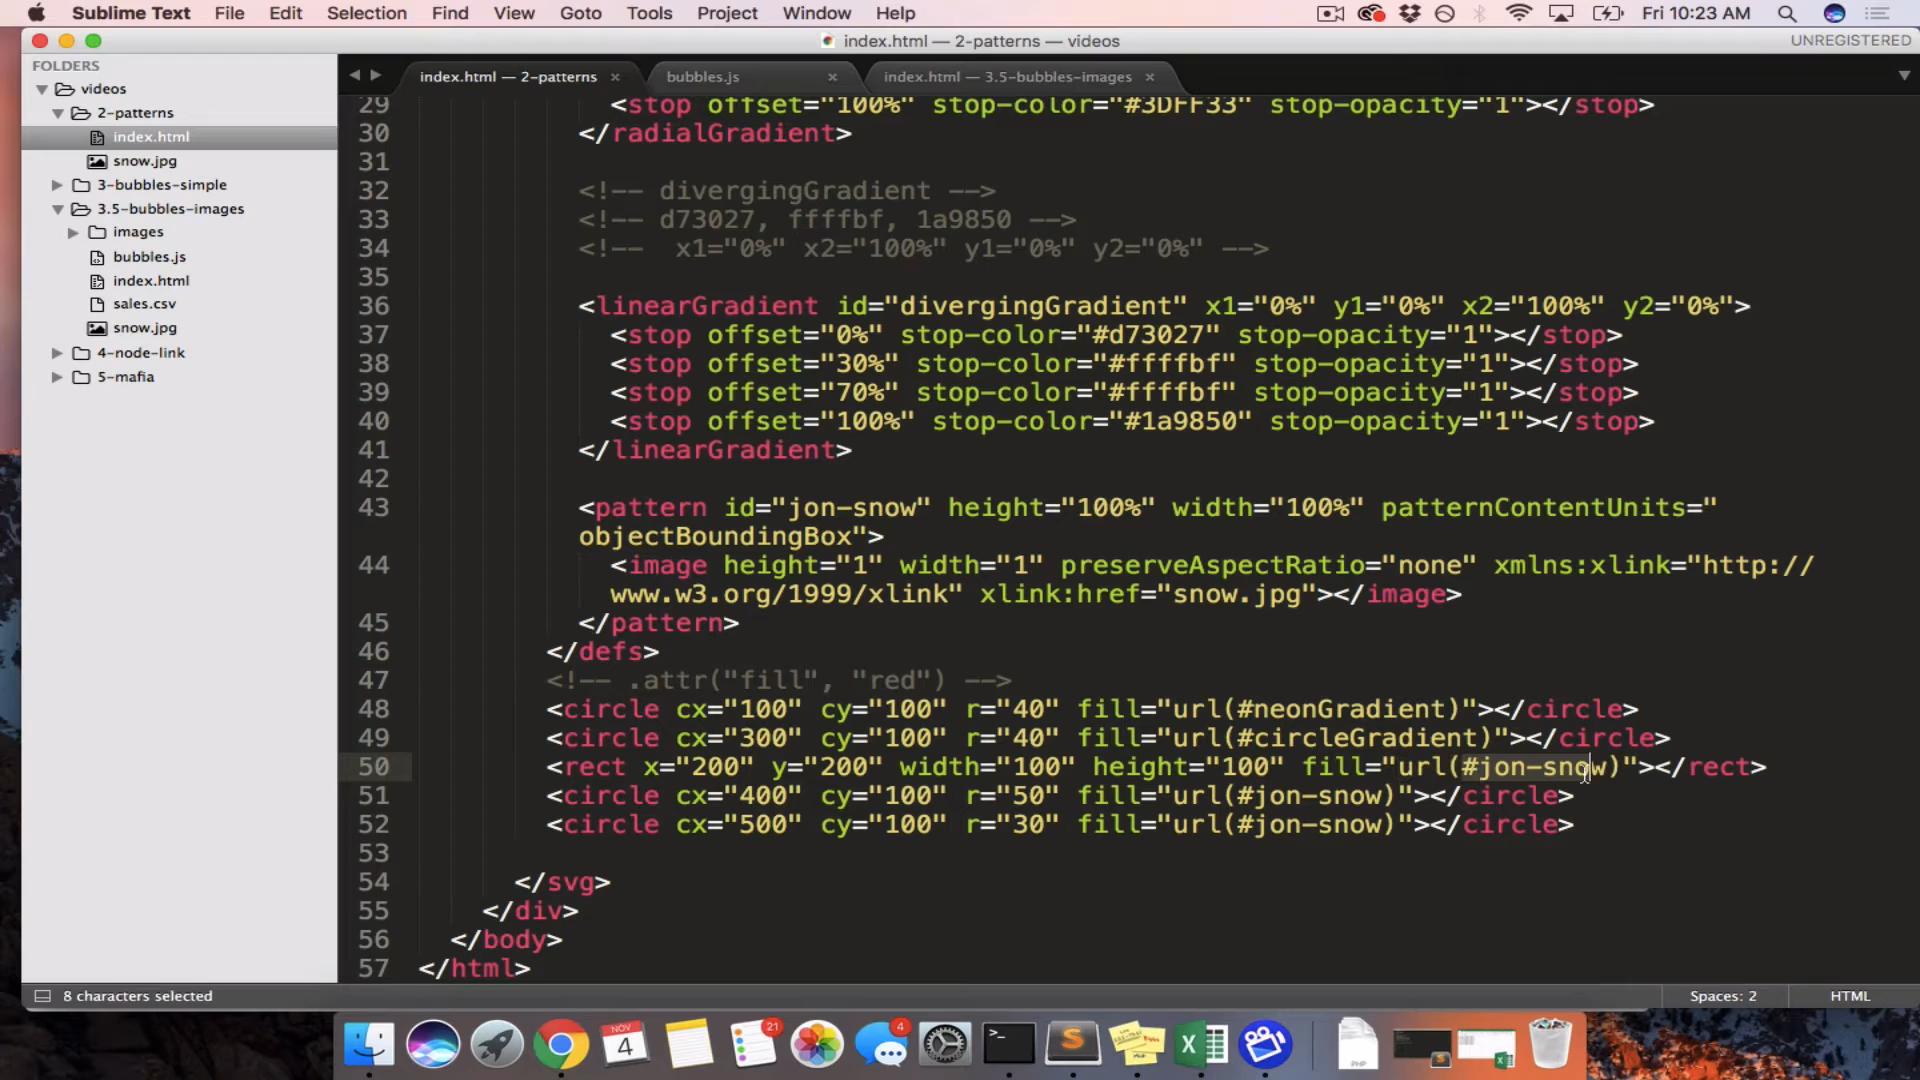 Sublime Text File Edit Selection Find View Goto Tools Project Window Help Fri 10:23 AM
index.html — 2-patterns — videos UNREGISTERED
FOLDERS
videos
2-patterns
index.html
snow.jpg
3-bubbles-simple
3.5-bubbles-images
images
bubbles.js
index.html
sales.csv
snow.jpg
4-node-link
5-mafia
index.html — 2-patterns bubbles.js index.html — 3.5-bubbles-images
29 <stop offset="100%" stop-color="#3DFF33" stop-opacity="1"></stop>
30 </radialGradient>
31
32 <!-- divergingGradient -->
33 <!-- d73027, ffffbf, 1a9850 -->
34 <!--  x1="0%" x2="100%" y1="0%" y2="0%" -->
35
36 <linearGradient id="divergingGradient" x1="0%" y1="0%" x2="100%" y2="0%">
37 <stop offset="0%" stop-color="#d73027" stop-opacity="1"></stop>
38 <stop offset="30%" stop-color="#ffffbf" stop-opacity="1"></stop>
39 <stop offset="70%" stop-color="#ffffbf" stop-opacity="1"></stop>
40 <stop offset="100%" stop-color="#1a9850" stop-opacity="1"></stop>
41 </linearGradient>
42
43 <pattern id="jon-snow" height="100%" width="100%" patternContentUnits="
objectBoundingBox">
44 <image height="1" width="1" preserveAspectRatio="none" xmlns:xlink="http://
www.w3.org/1999/xlink" xlink:href="snow.jpg"></image>
45 </pattern>
46 </defs>
47 <!-- .attr("fill", "red") -->
48 <circle cx="100" cy="100" r="40" fill="url(#neonGradient)"></circle>
49 <circle cx="300" cy="100" r="40" fill="url(#circleGradient)"></circle>
50 <rect x="200" y="200" width="100" height="100" fill="url(#jon-snow)"></rect>
51 <circle cx="400" cy="100" r="50" fill="url(#jon-snow)"></circle>
52 <circle cx="500" cy="100" r="30" fill="url(#jon-snow)"></circle>
53
54 </svg>
55 </div>
56 </body>
57 </html>
8 characters selected Spaces: 2 HTML
NOV
4
21
4
PHP